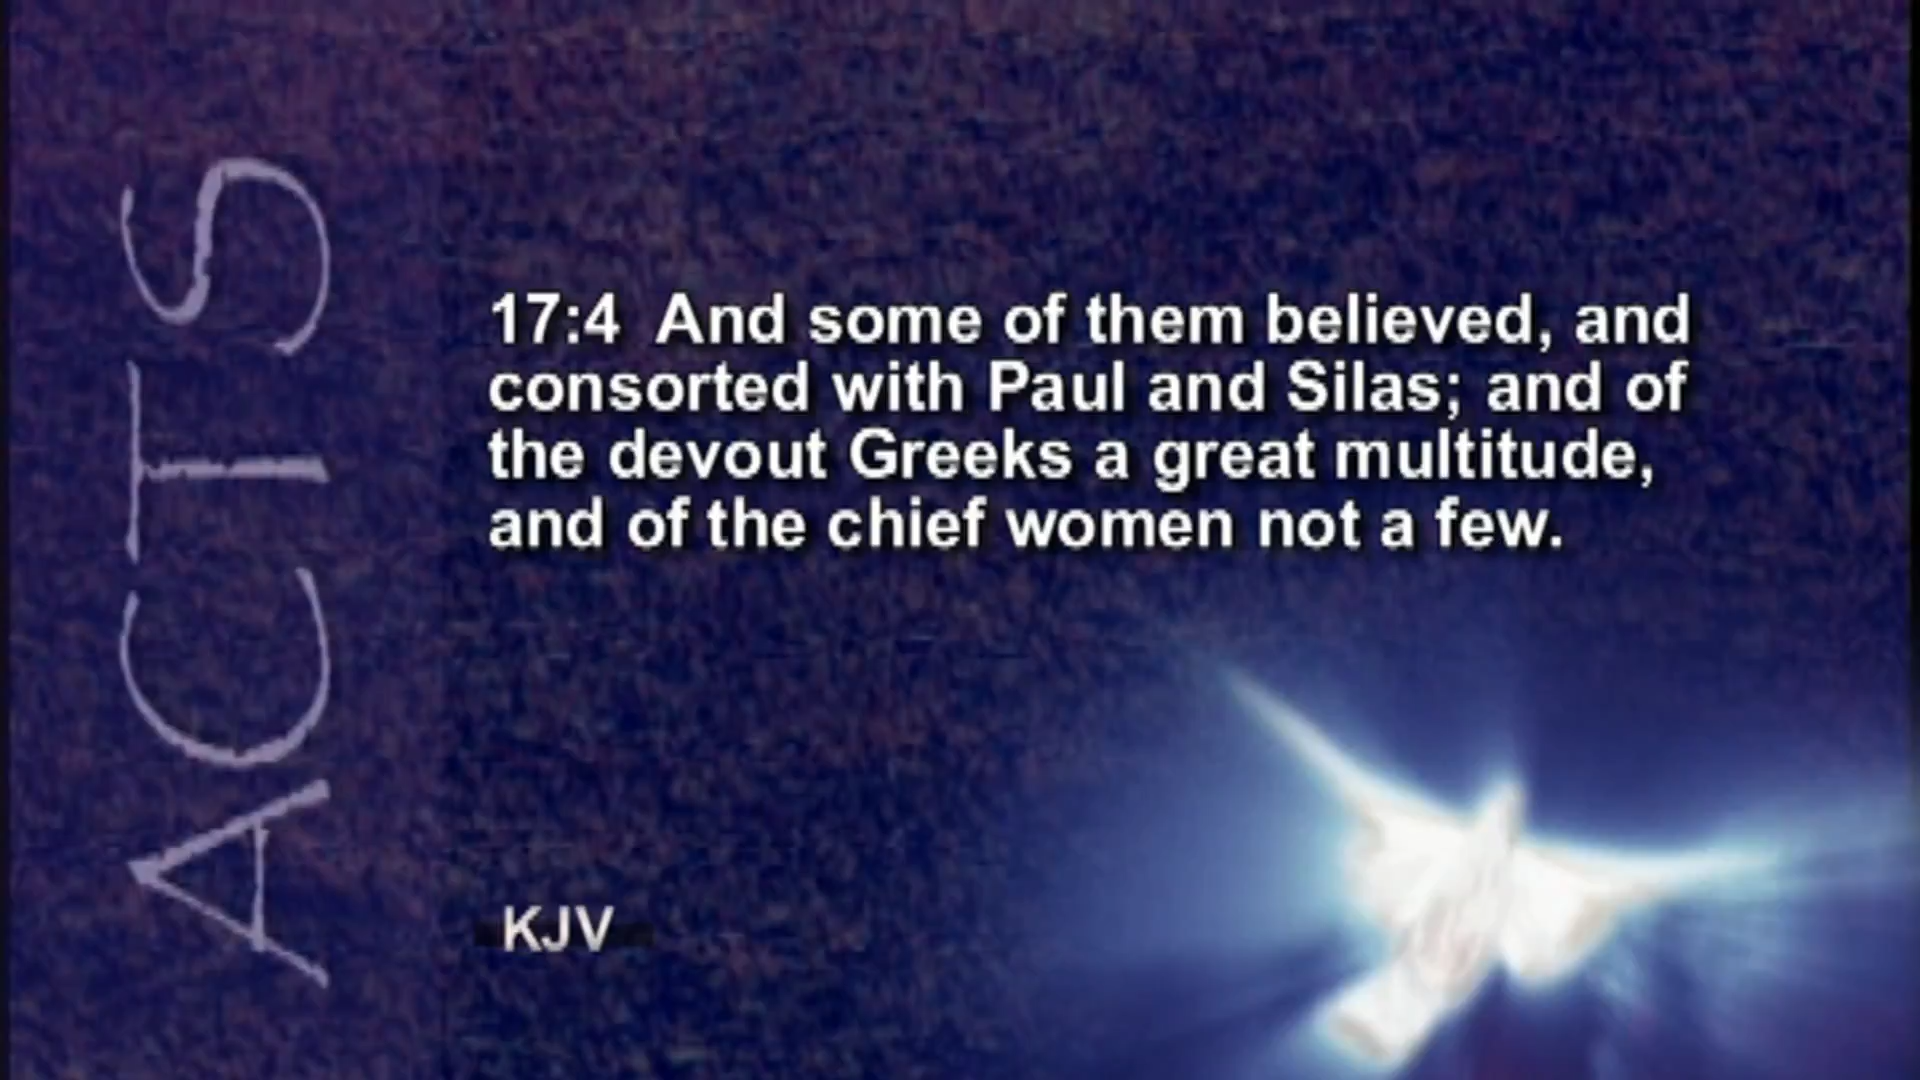 ACTS
17:4 And some of them believed, and
consorted with Paul and Silas; and of
the devout Greeks a great multitude,
and of the chief women not a few.
KJV